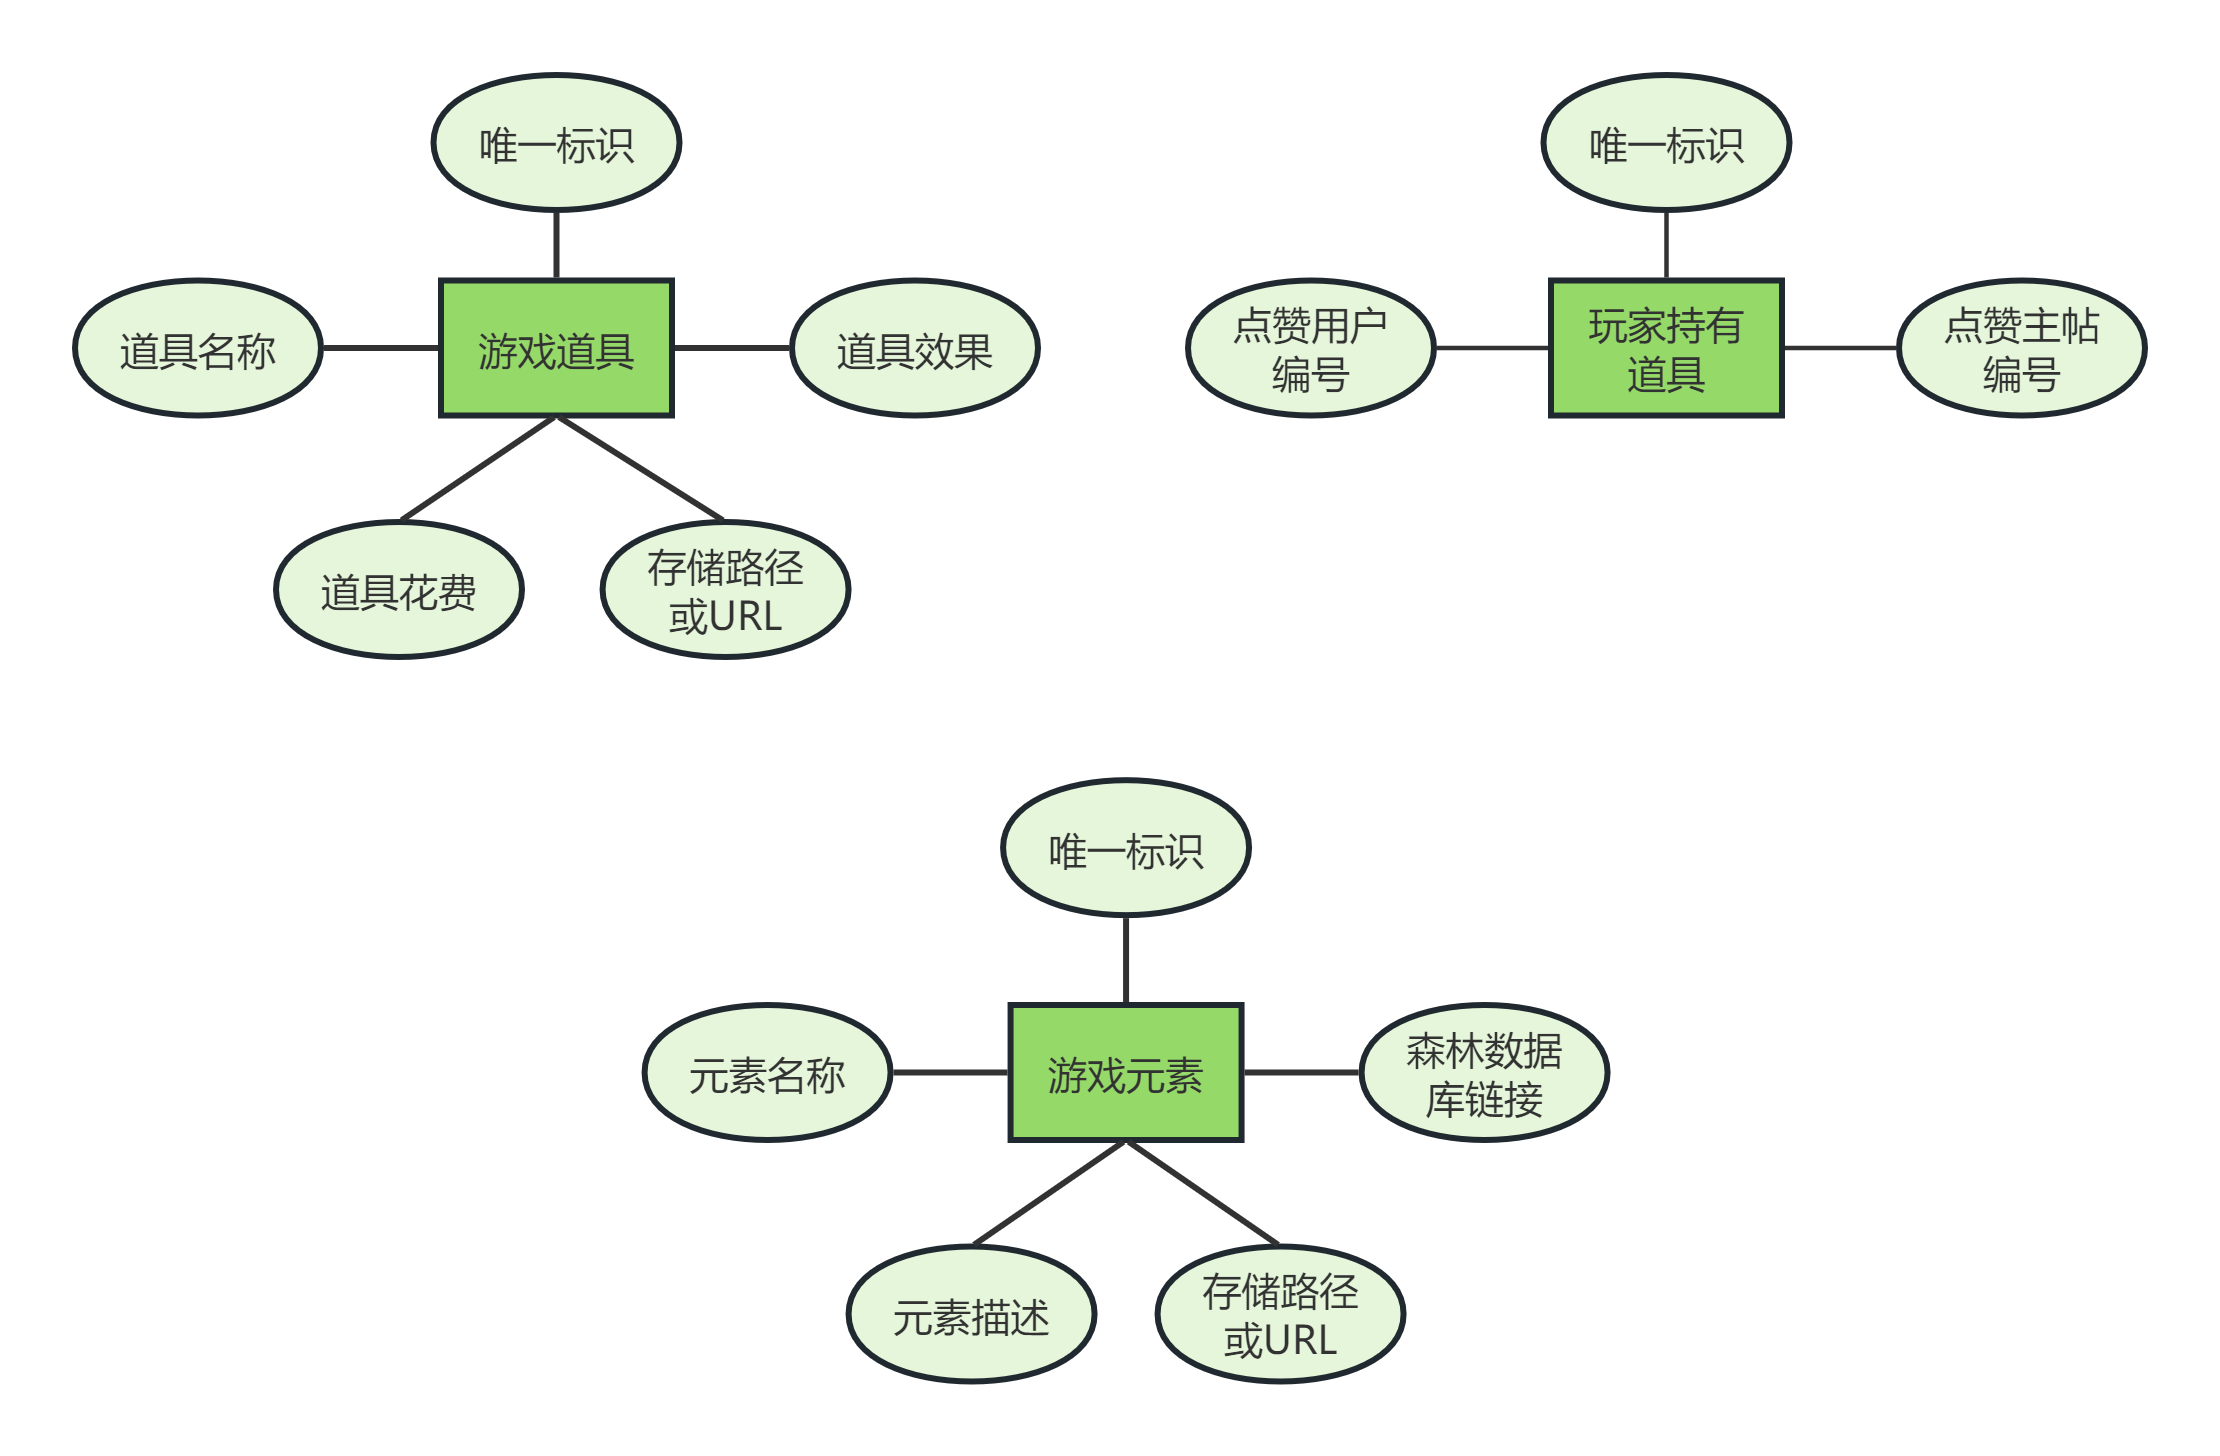 唯一标识
道具名称
游戏道具
道具效果
道具花费
存储路径
或URL
唯一标识
点赞用户
编号
玩家持有
道具
点赞主帖
编号
唯一标识
元素名称
游戏元素
森林数据
库链接
元素描述
存储路径
或URL